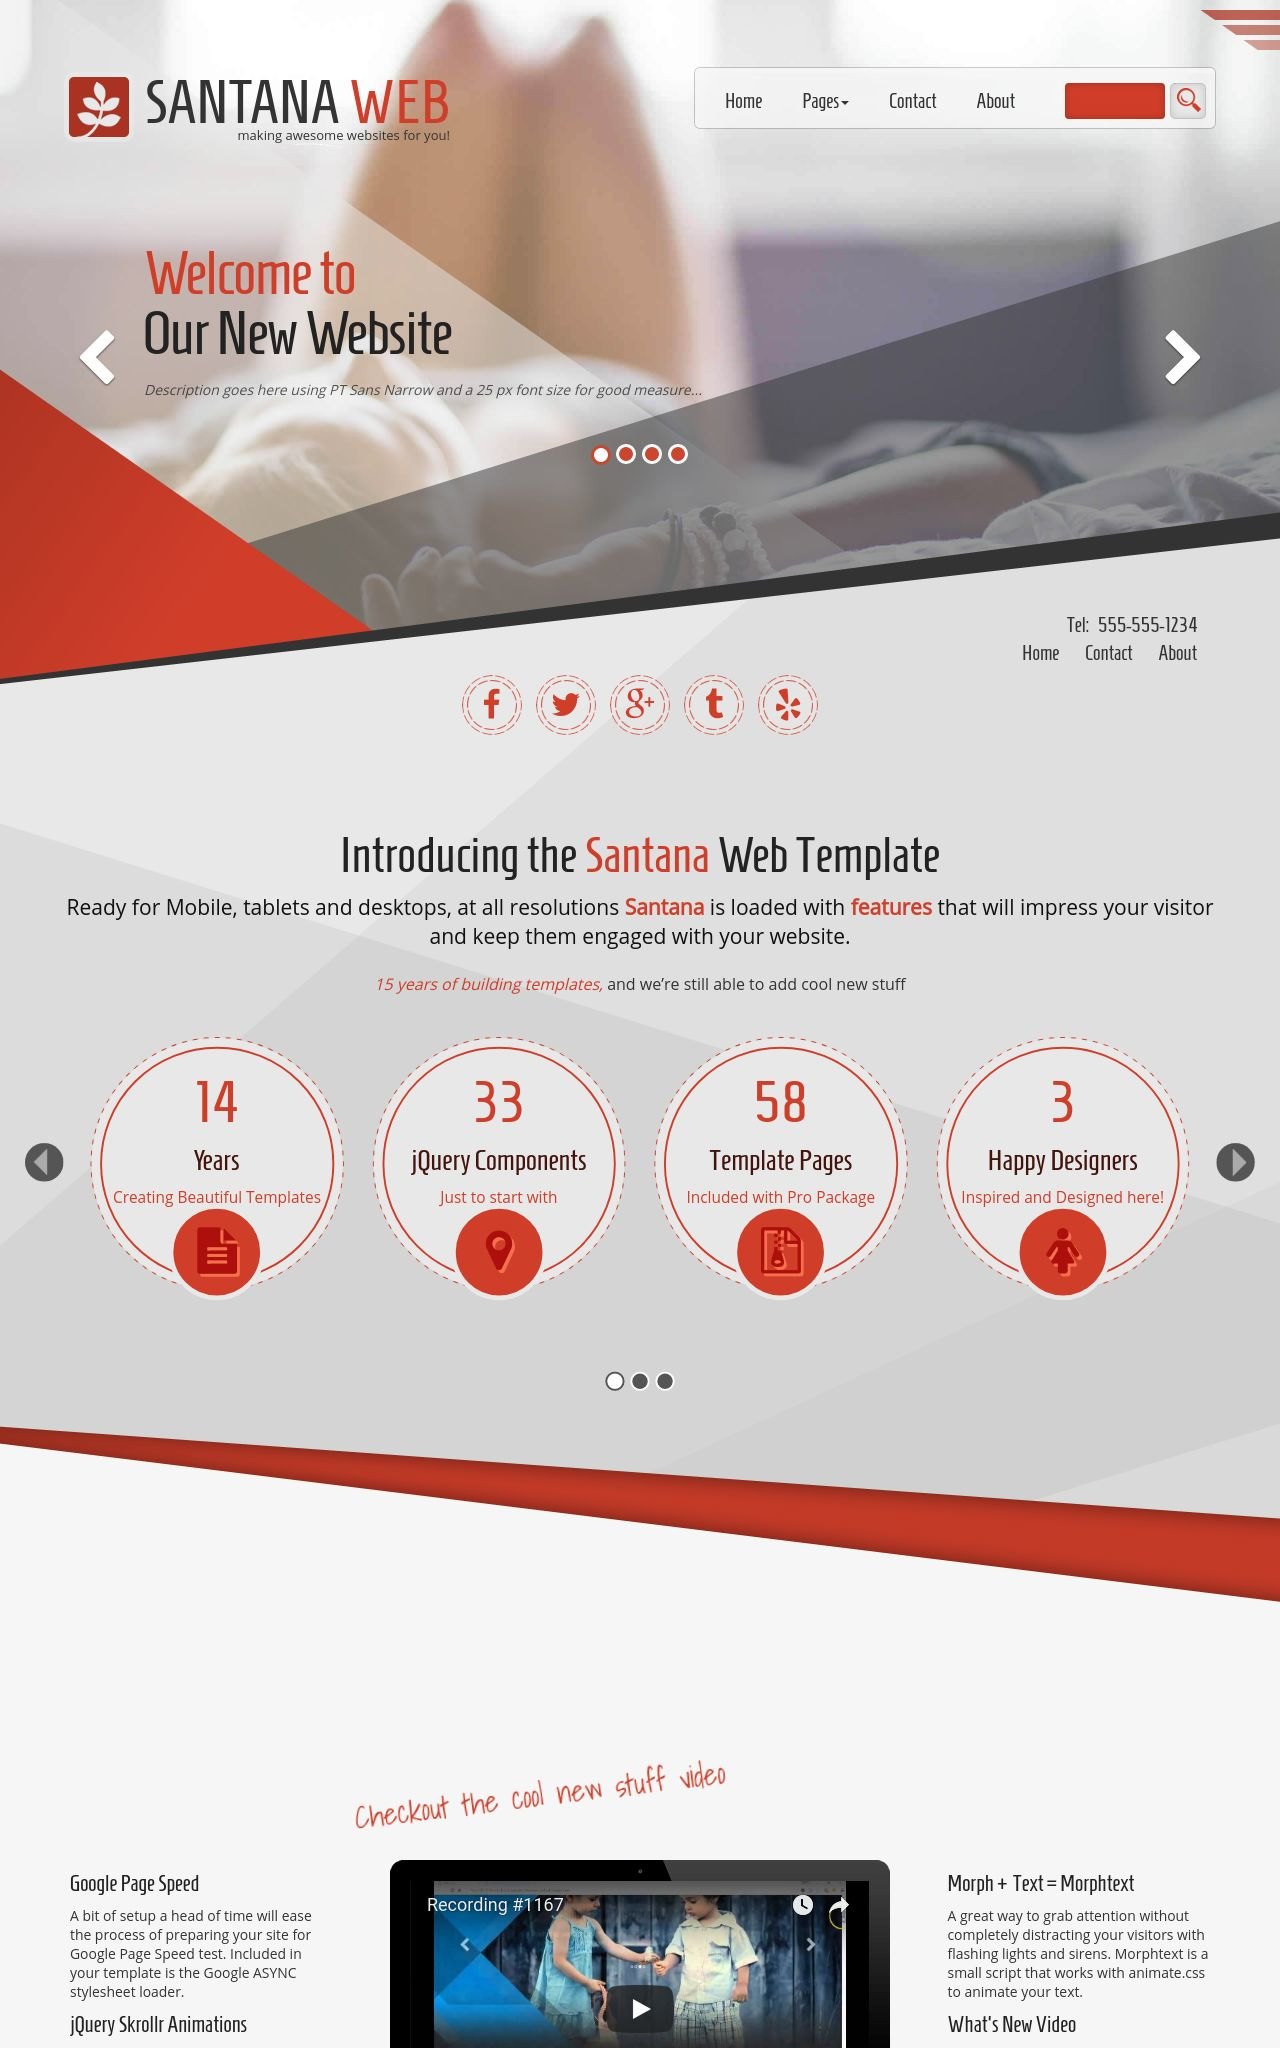 SANTANA WEB
making awesome websites for you!
Home Pages Contact About
Welcome to
Our New Website
Description goes here using PT Sans Narrow and a 25 px font size for good measure...
Tel: 555-555-1234
Home Contact About
Introducing the Santana Web Template
Ready for Mobile, tablets and desktops, at all resolutions Santana is loaded with features that will impress your visitor
and keep them engaged with your website.
15 years of building templates, and we're still able to add cool new stuff
14
Years
Creating Beautiful Templates
33
jQuery Components
Just to start with
58
Template Pages
Included with Pro Package
3
Happy Designers
Inspired and Designed here!
Checkout the cool new stuff video
Google Page Speed
A bit of setup a head of time will ease
the process of preparing your site for
Google Page Speed test. Included in
your template is the Google ASYNC
stylesheet loader.
jQuery Skrollr Animations
Recording #1167
Morph + Text = Morphtext
A great way to grab attention without
completely distracting your visitors with
flashing lights and sirens. Morphtext is a
small script that works with animate.css
to animate your text.
What's New Video